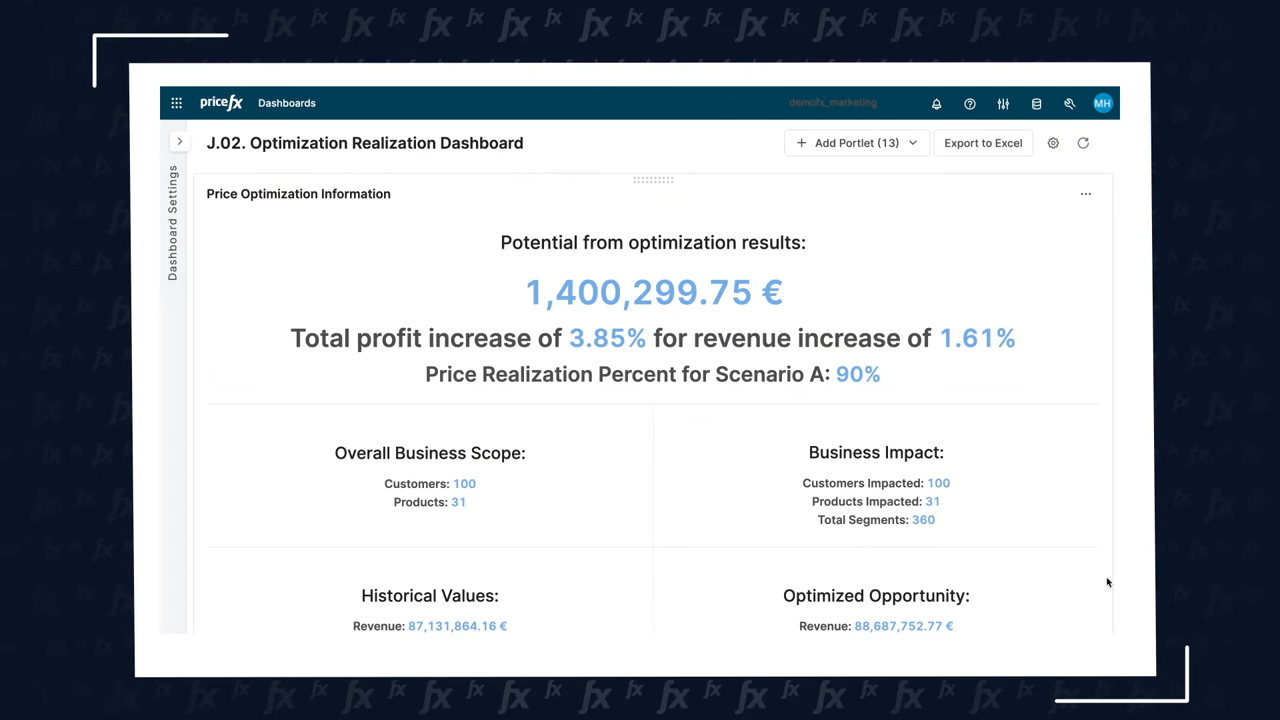 pricefx Dashboards demofx_marketing MH
J.02. Optimization Realization Dashboard + Add Portlet (13) Export to Excel
Dashboard Settings
Price Optimization Information ...
Potential from optimization results:
1,400,299.75 €
Total profit increase of 3.85% for revenue increase of 1.61%
Price Realization Percent for Scenario A: 90%
Overall Business Scope:
Customers: 100
Products: 31
Business Impact:
Customers Impacted: 100
Products Impacted: 31
Total Segments: 360
Historical Values:
Revenue: 87,131,864.16 €
Optimized Opportunity:
Revenue: 88,687,752.77 €